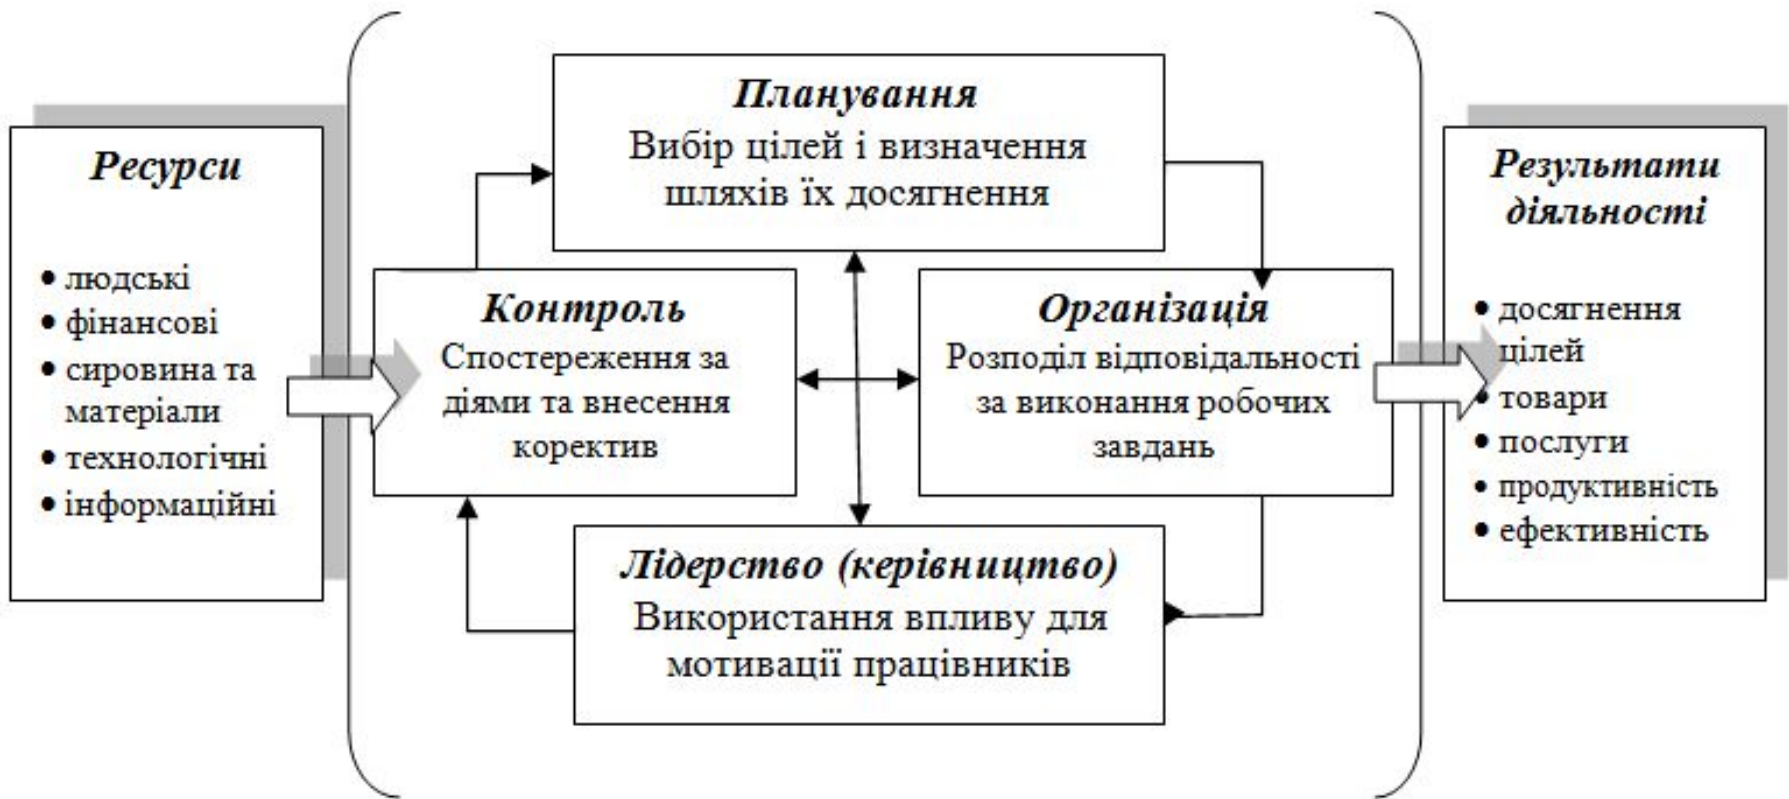 Ресурси
• людські
• фінансові
• сировина та
матеріали
• технологічні
• інформаційні
Планування
Вибір цілей і визначення
шляхів їх досягнення
Контроль
Спостереження за
діями та внесення
коректив
Організація
Розподіл відповідальності
за виконання робочих
завдань
Лідерство (керівництво)
Використання впливу для
мотивації працівників
Результати
діяльності
• досягнення
цілей
• товари
• послуги
• продуктивність
• ефективність